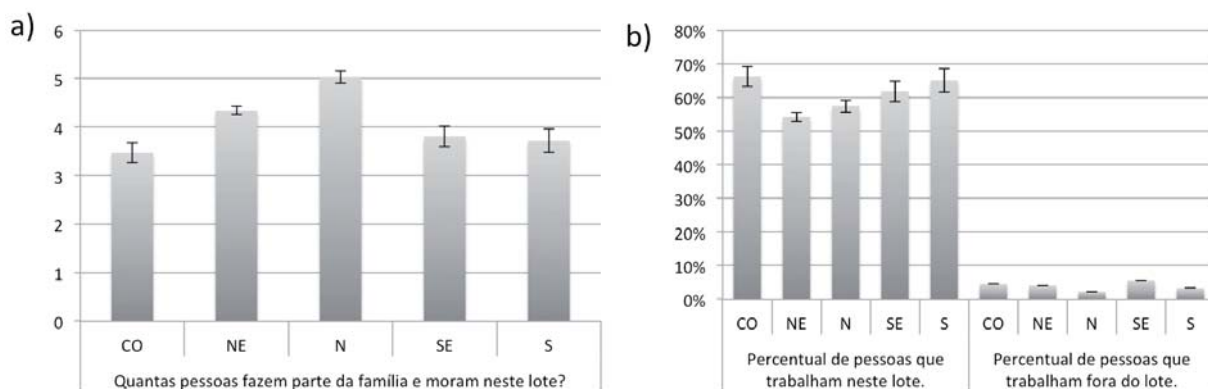 a)
6
5
4
3
2
1
0
CO NE N SE S
Quantas pessoas fazem parte da família e moram neste lote?
b)
80%
70%
60%
50%
40%
30%
20%
10%
0%
CO NE N SE S CO NE N SE S
Percentual de pessoas que
trabalham neste lote.
Percentual de pessoas que
trabalham fora do lote.